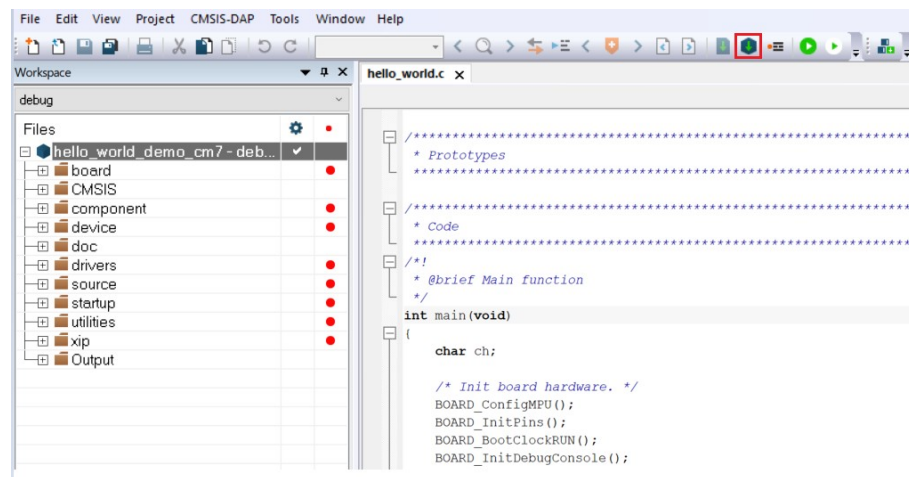 File Edit View Project CMSIS-DAP Tools Window Help
Workspace
hello_world.c
debug
Files
hello_world_demo_cm7 - deb...
board
CMSIS
component
device
doc
drivers
source
startup
utilities
xip
Output
/***********************************************************************
* Prototypes
***********************************************************************
/***********************************************************************
* Code
***********************************************************************
/*!
* @brief Main function
*/
int main(void)
{
char ch;
/* Init board hardware. */
BOARD_ConfigMPU();
BOARD_InitPins();
BOARD_BootClockRUN();
BOARD_InitDebugConsole();